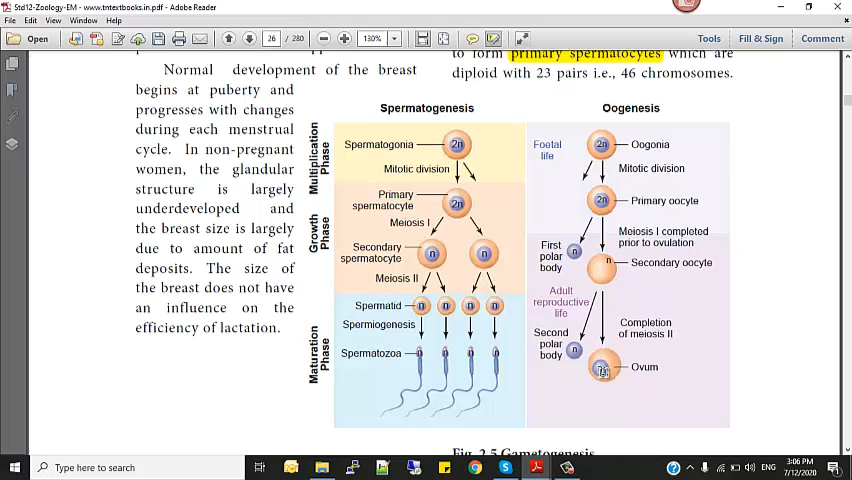 Std12-Zoology-EM - www.tntextbooks.in.pdf - Adobe Reader
File Edit View Window Help
Open
26 / 280
130%
Tools Fill & Sign Comment
Normal development of the breast
begins at puberty and
progresses with changes
during each menstrual
cycle. In non-pregnant
women, the glandular
structure is largely
underdeveloped and
the breast size is largely
due to amount of fat
deposits. The size of
the breast does not have
an influence on the
efficiency of lactation.
to form primary spermatocytes which are
diploid with 23 pairs i.e., 46 chromosomes.
Spermatogenesis
Multiplication
Phase
Spermatogonia
2n
Mitotic division
Growth
Phase
Primary
spermatocyte
2n
Meiosis I
Secondary
spermatocyte
n n
Meiosis II
Maturation
Phase
Spermatid
n n n n
Spermiogenesis
Spermatozoa
n n n n
Oogenesis
Foetal
life
2n
Oogonia
Mitotic division
2n
Primary oocyte
Meiosis I completed
prior to ovulation
First
polar
body
n
n
Secondary oocyte
Adult
reproductive
life
Completion
of meiosis II
Second
polar
body
n
Ovum
Fig. 2.5 Gametogenesis
Type here to search
ENG
3:06 PM
7/12/2020